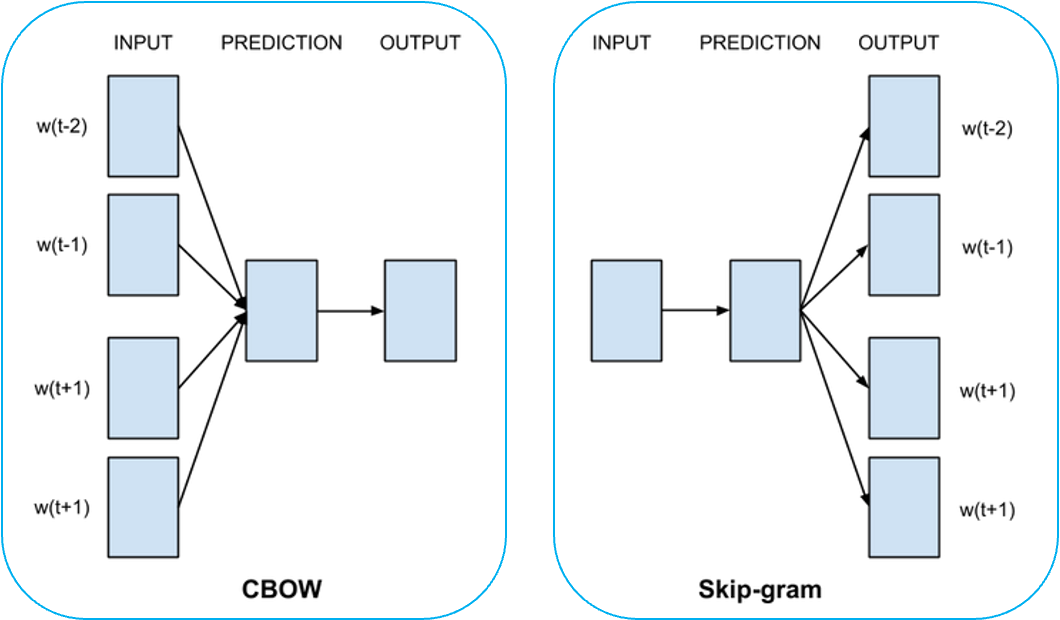 INPUT PREDICTION OUTPUT
w(t-2)
w(t-1)
w(t+1)
w(t+1)
CBOW
INPUT PREDICTION OUTPUT
w(t-2)
w(t-1)
w(t+1)
w(t+1)
Skip-gram